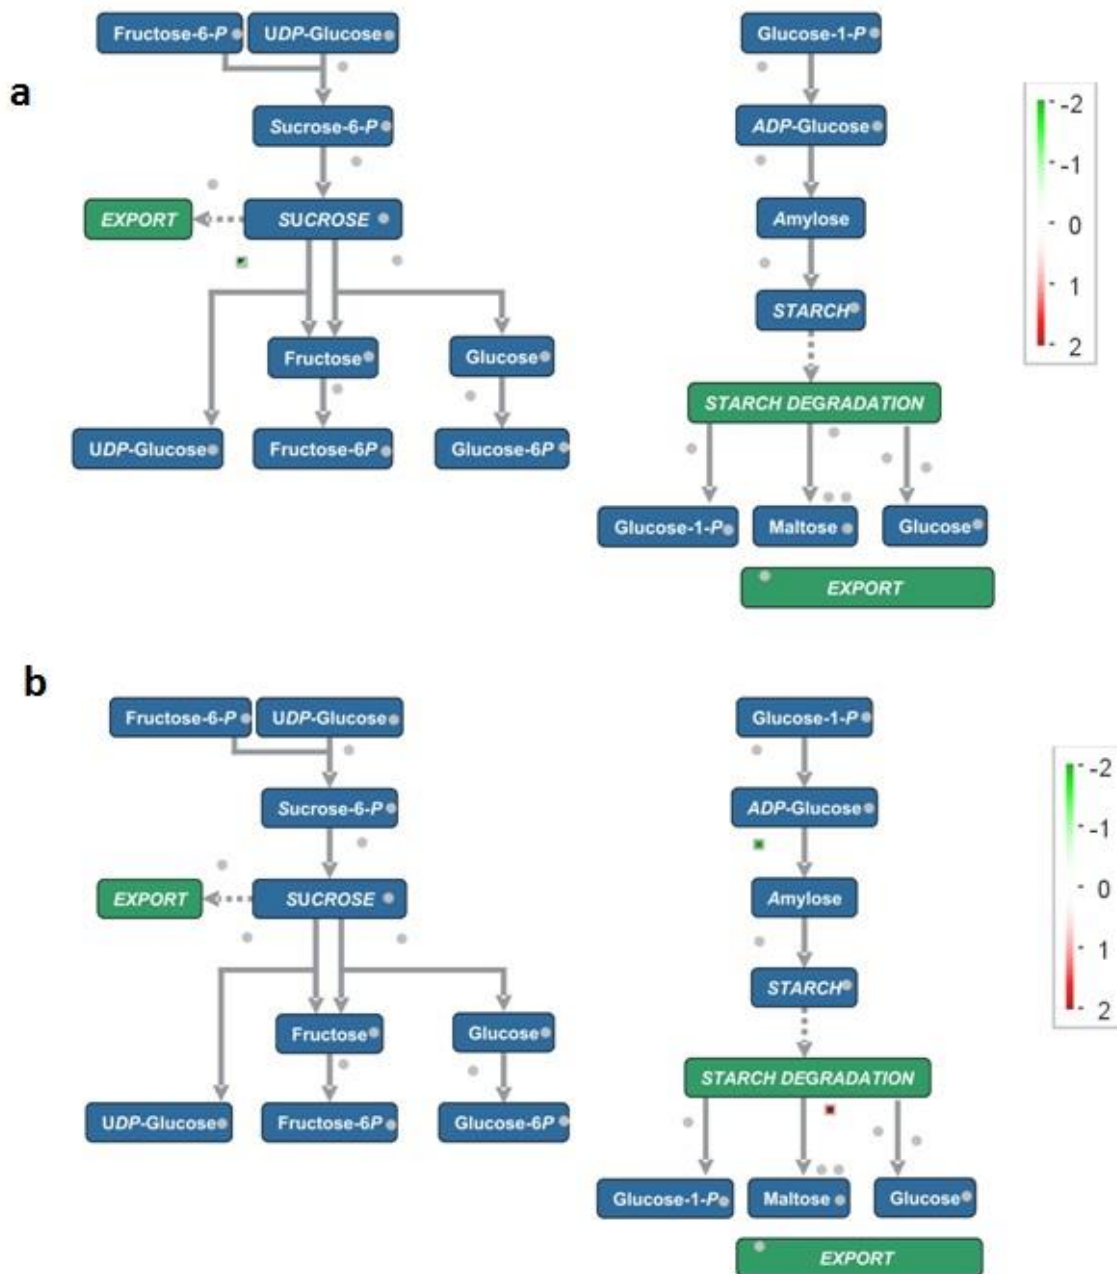 a
Fructose-6-P UDP-Glucose
Sucrose-6-P
EXPORT SUCROSE
Fructose Glucose
UDP-Glucose Fructose-6P Glucose-6P
Glucose-1-P
ADP-Glucose
Amylose
STARCH
STARCH DEGRADATION
Glucose-1-P Maltose Glucose
EXPORT
-2
-1
0
1
2
b
Fructose-6-P UDP-Glucose
Sucrose-6-P
EXPORT SUCROSE
Fructose Glucose
UDP-Glucose Fructose-6P Glucose-6P
Glucose-1-P
ADP-Glucose
Amylose
STARCH
STARCH DEGRADATION
Glucose-1-P Maltose Glucose
EXPORT
-2
-1
0
1
2